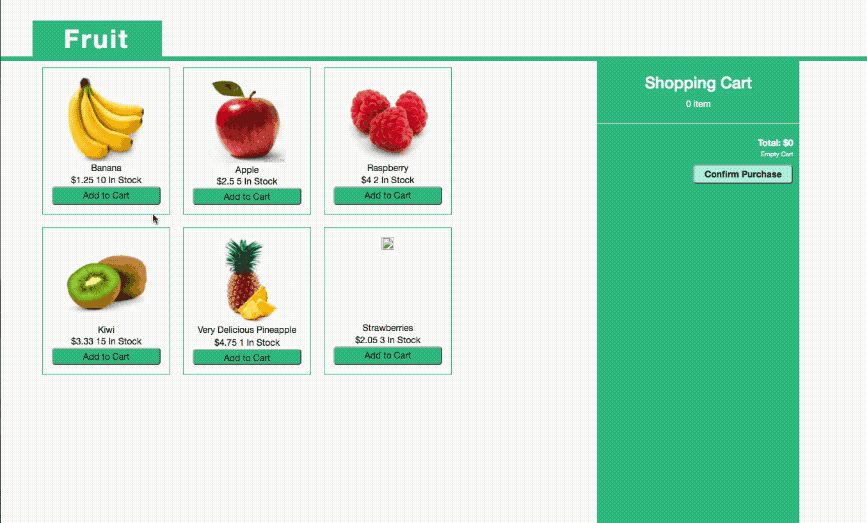 Fruit
Banana
$1.25 10 In Stock
Add to Cart
Apple
$2.5 5 In Stock
Add to Cart
Raspberry
$4 2 In Stock
Add to Cart
Kiwi
$3.33 15 In Stock
Add to Cart
Very Delicious Pineapple
$4.75 1 In Stock
Add to Cart
Strawberries
$2.05 3 In Stock
Add to Cart
Shopping Cart
0 item
Total: $0
Empty Cart
Confirm Purchase